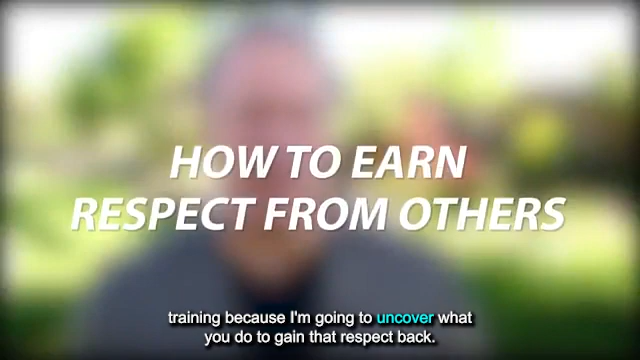 HOW TO EARN
RESPECT FROM OTHERS
training because I'm going to uncover what
you do to gain that respect back.